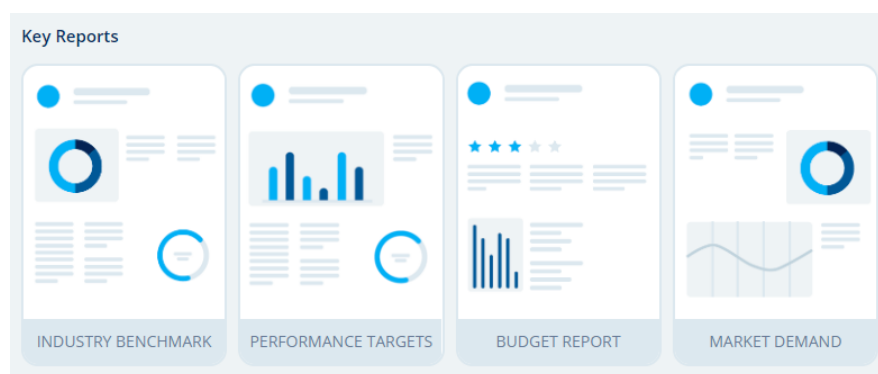 Key Reports
INDUSTRY BENCHMARK
PERFORMANCE TARGETS
BUDGET REPORT
MARKET DEMAND